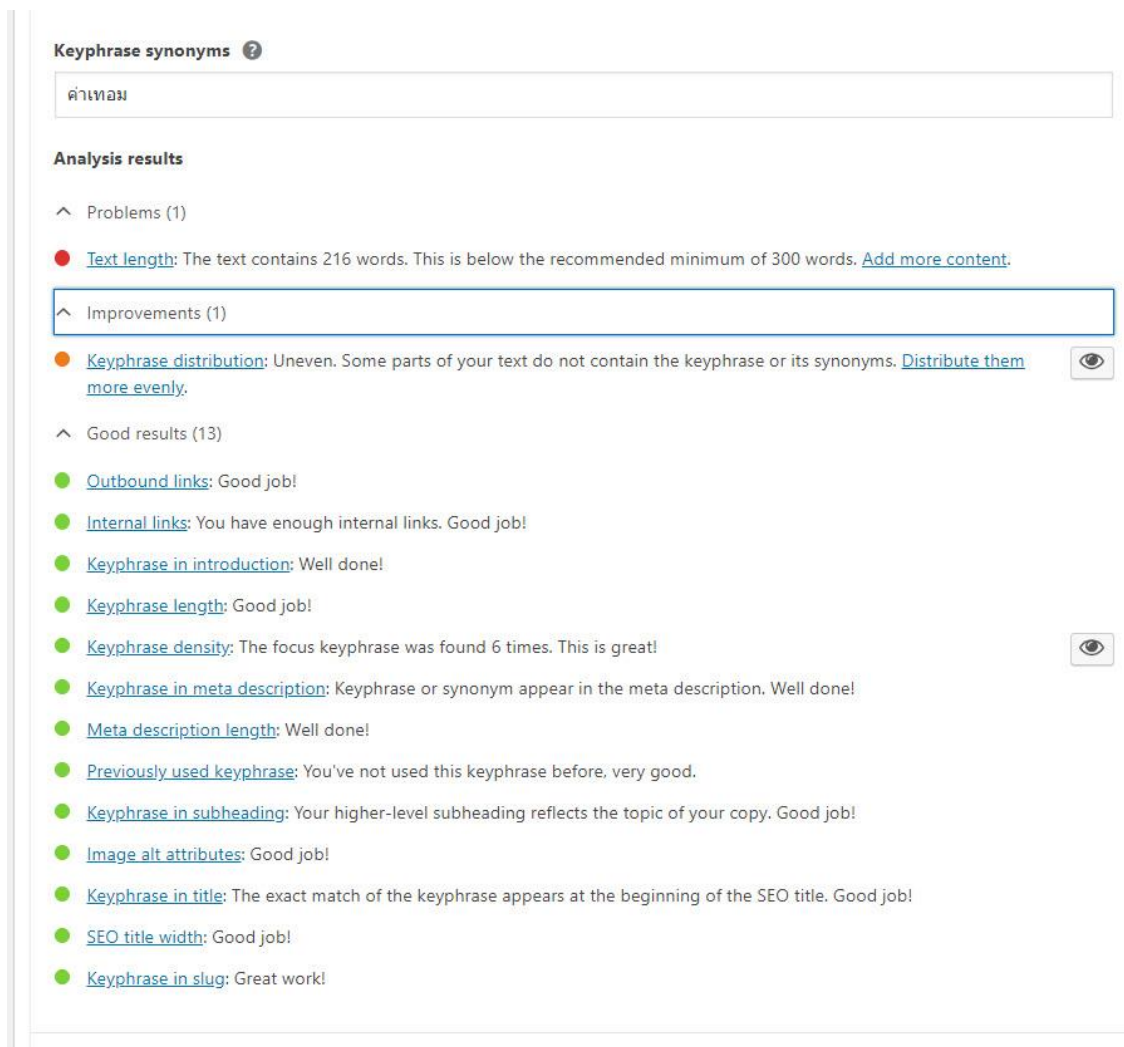 Keyphrase synonyms ?
ค่าเทอม
Analysis results
Problems (1)
Text length: The text contains 216 words. This is below the recommended minimum of 300 words. Add more content.
Improvements (1)
Keyphrase distribution: Uneven. Some parts of your text do not contain the keyphrase or its synonyms. Distribute them
more evenly.
Good results (13)
Outbound links: Good job!
Internal links: You have enough internal links. Good job!
Keyphrase in introduction: Well done!
Keyphrase length: Good job!
Keyphrase density: The focus keyphrase was found 6 times. This is great!
Keyphrase in meta description: Keyphrase or synonym appear in the meta description. Well done!
Meta description length: Well done!
Previously used keyphrase: You've not used this keyphrase before, very good.
Keyphrase in subheading: Your higher-level subheading reflects the topic of your copy. Good job!
Image alt attributes: Good job!
Keyphrase in title: The exact match of the keyphrase appears at the beginning of the SEO title. Good job!
SEO title width: Good job!
Keyphrase in slug: Great work!